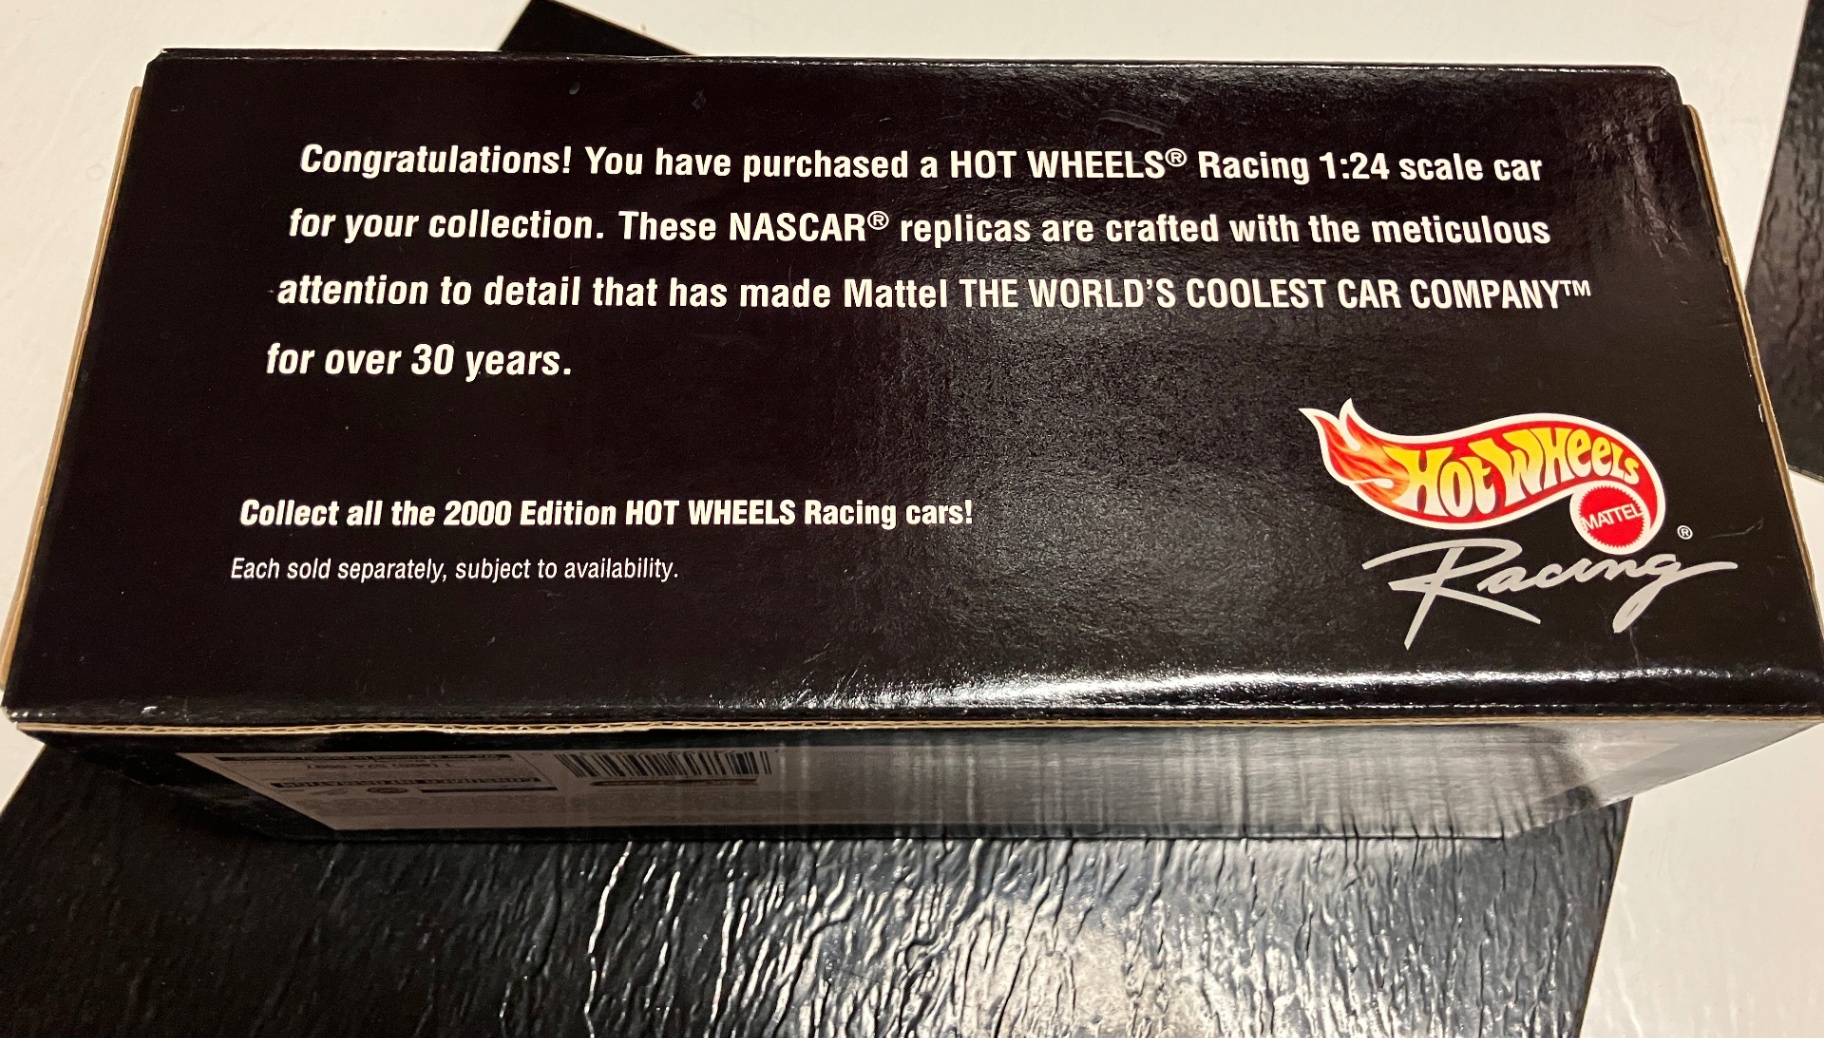 Congratulations! You have purchased a HOT WHEELS® Racing 1:24 scale car
for your collection. These NASCAR® replicas are crafted with the meticulous
attention to detail that has made Mattel THE WORLD'S COOLEST CAR COMPANY™
for over 30 years.
Collect all the 2000 Edition HOT WHEELS Racing cars!
Each sold separately, subject to availability.
Hot Wheels
MATTEL
®
Racing